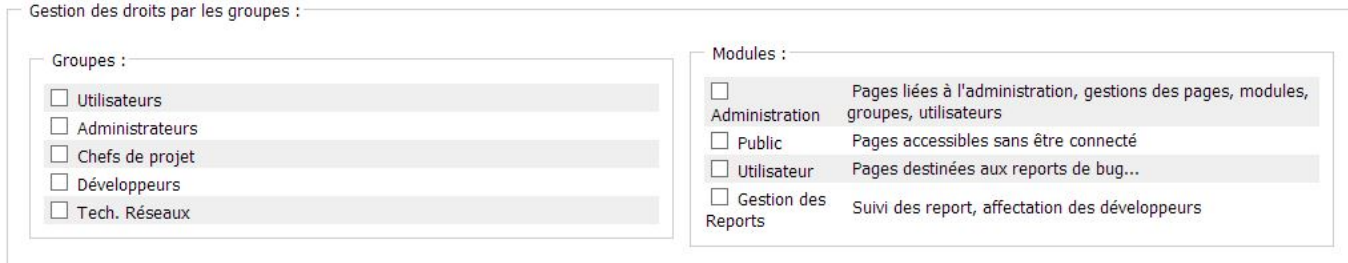 Gestion des droits par les groupes :
Groupes :
Utilisateurs
Administrateurs
Chefs de projet
Développeurs
Tech. Réseaux
Modules :
Administration
Pages liées à l'administration, gestions des pages, modules,
groupes, utilisateurs
Public Pages accessibles sans être connecté
Utilisateur Pages destinées aux reports de bug...
Gestion des
Reports
Suivi des report, affectation des développeurs